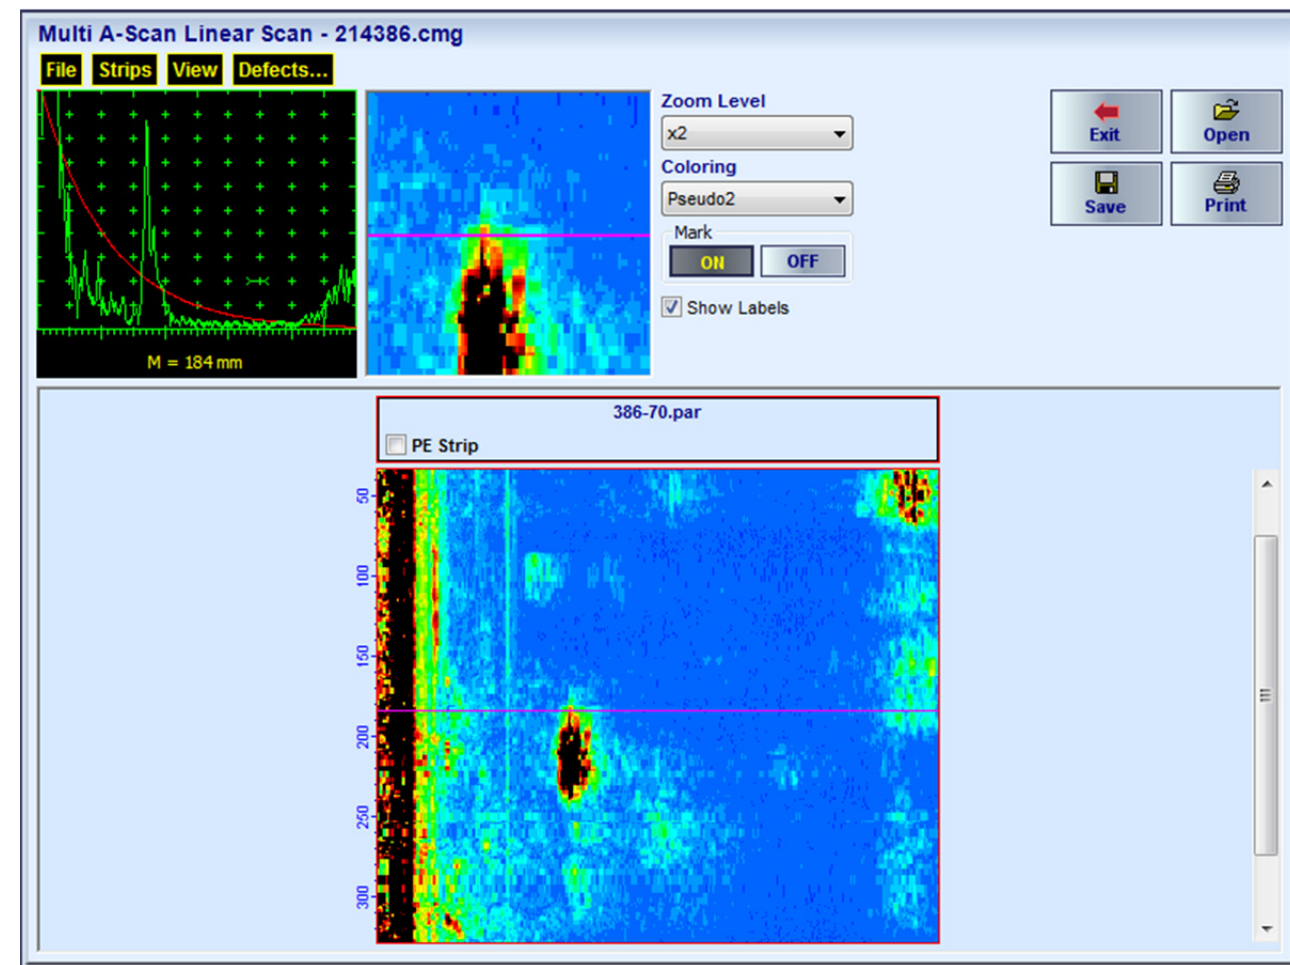 Multi A-Scan Linear Scan - 214386.cmg
File Strips View Defects...
Zoom Level
x2
Coloring
Pseudo2
Mark
ON OFF
Show Labels
Exit Open
Save Print
M = 184 mm
386-70.par
PE Strip
50
100
150
200
250
300